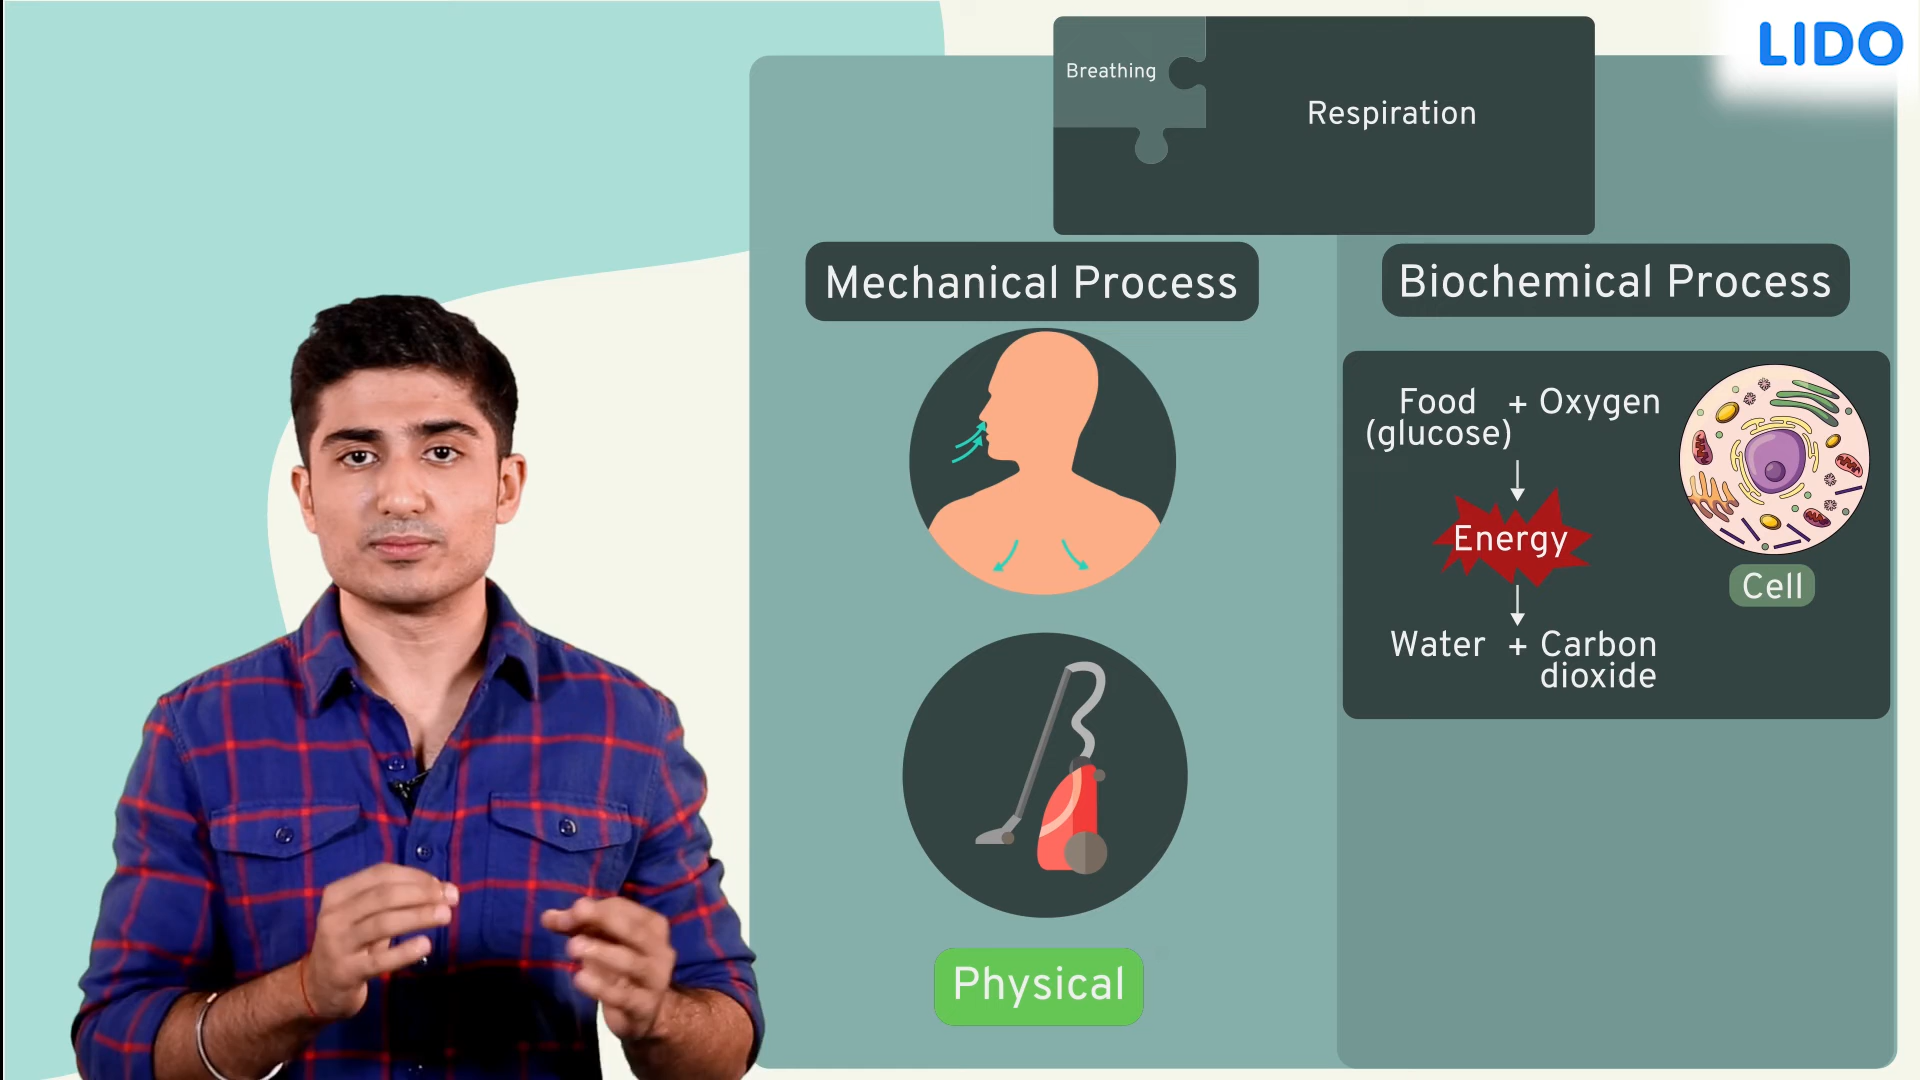 LIDO
Breathing
Respiration
Mechanical Process
Physical
Biochemical Process
Food + Oxygen
(glucose)
Energy
Water + Carbon
dioxide
Cell